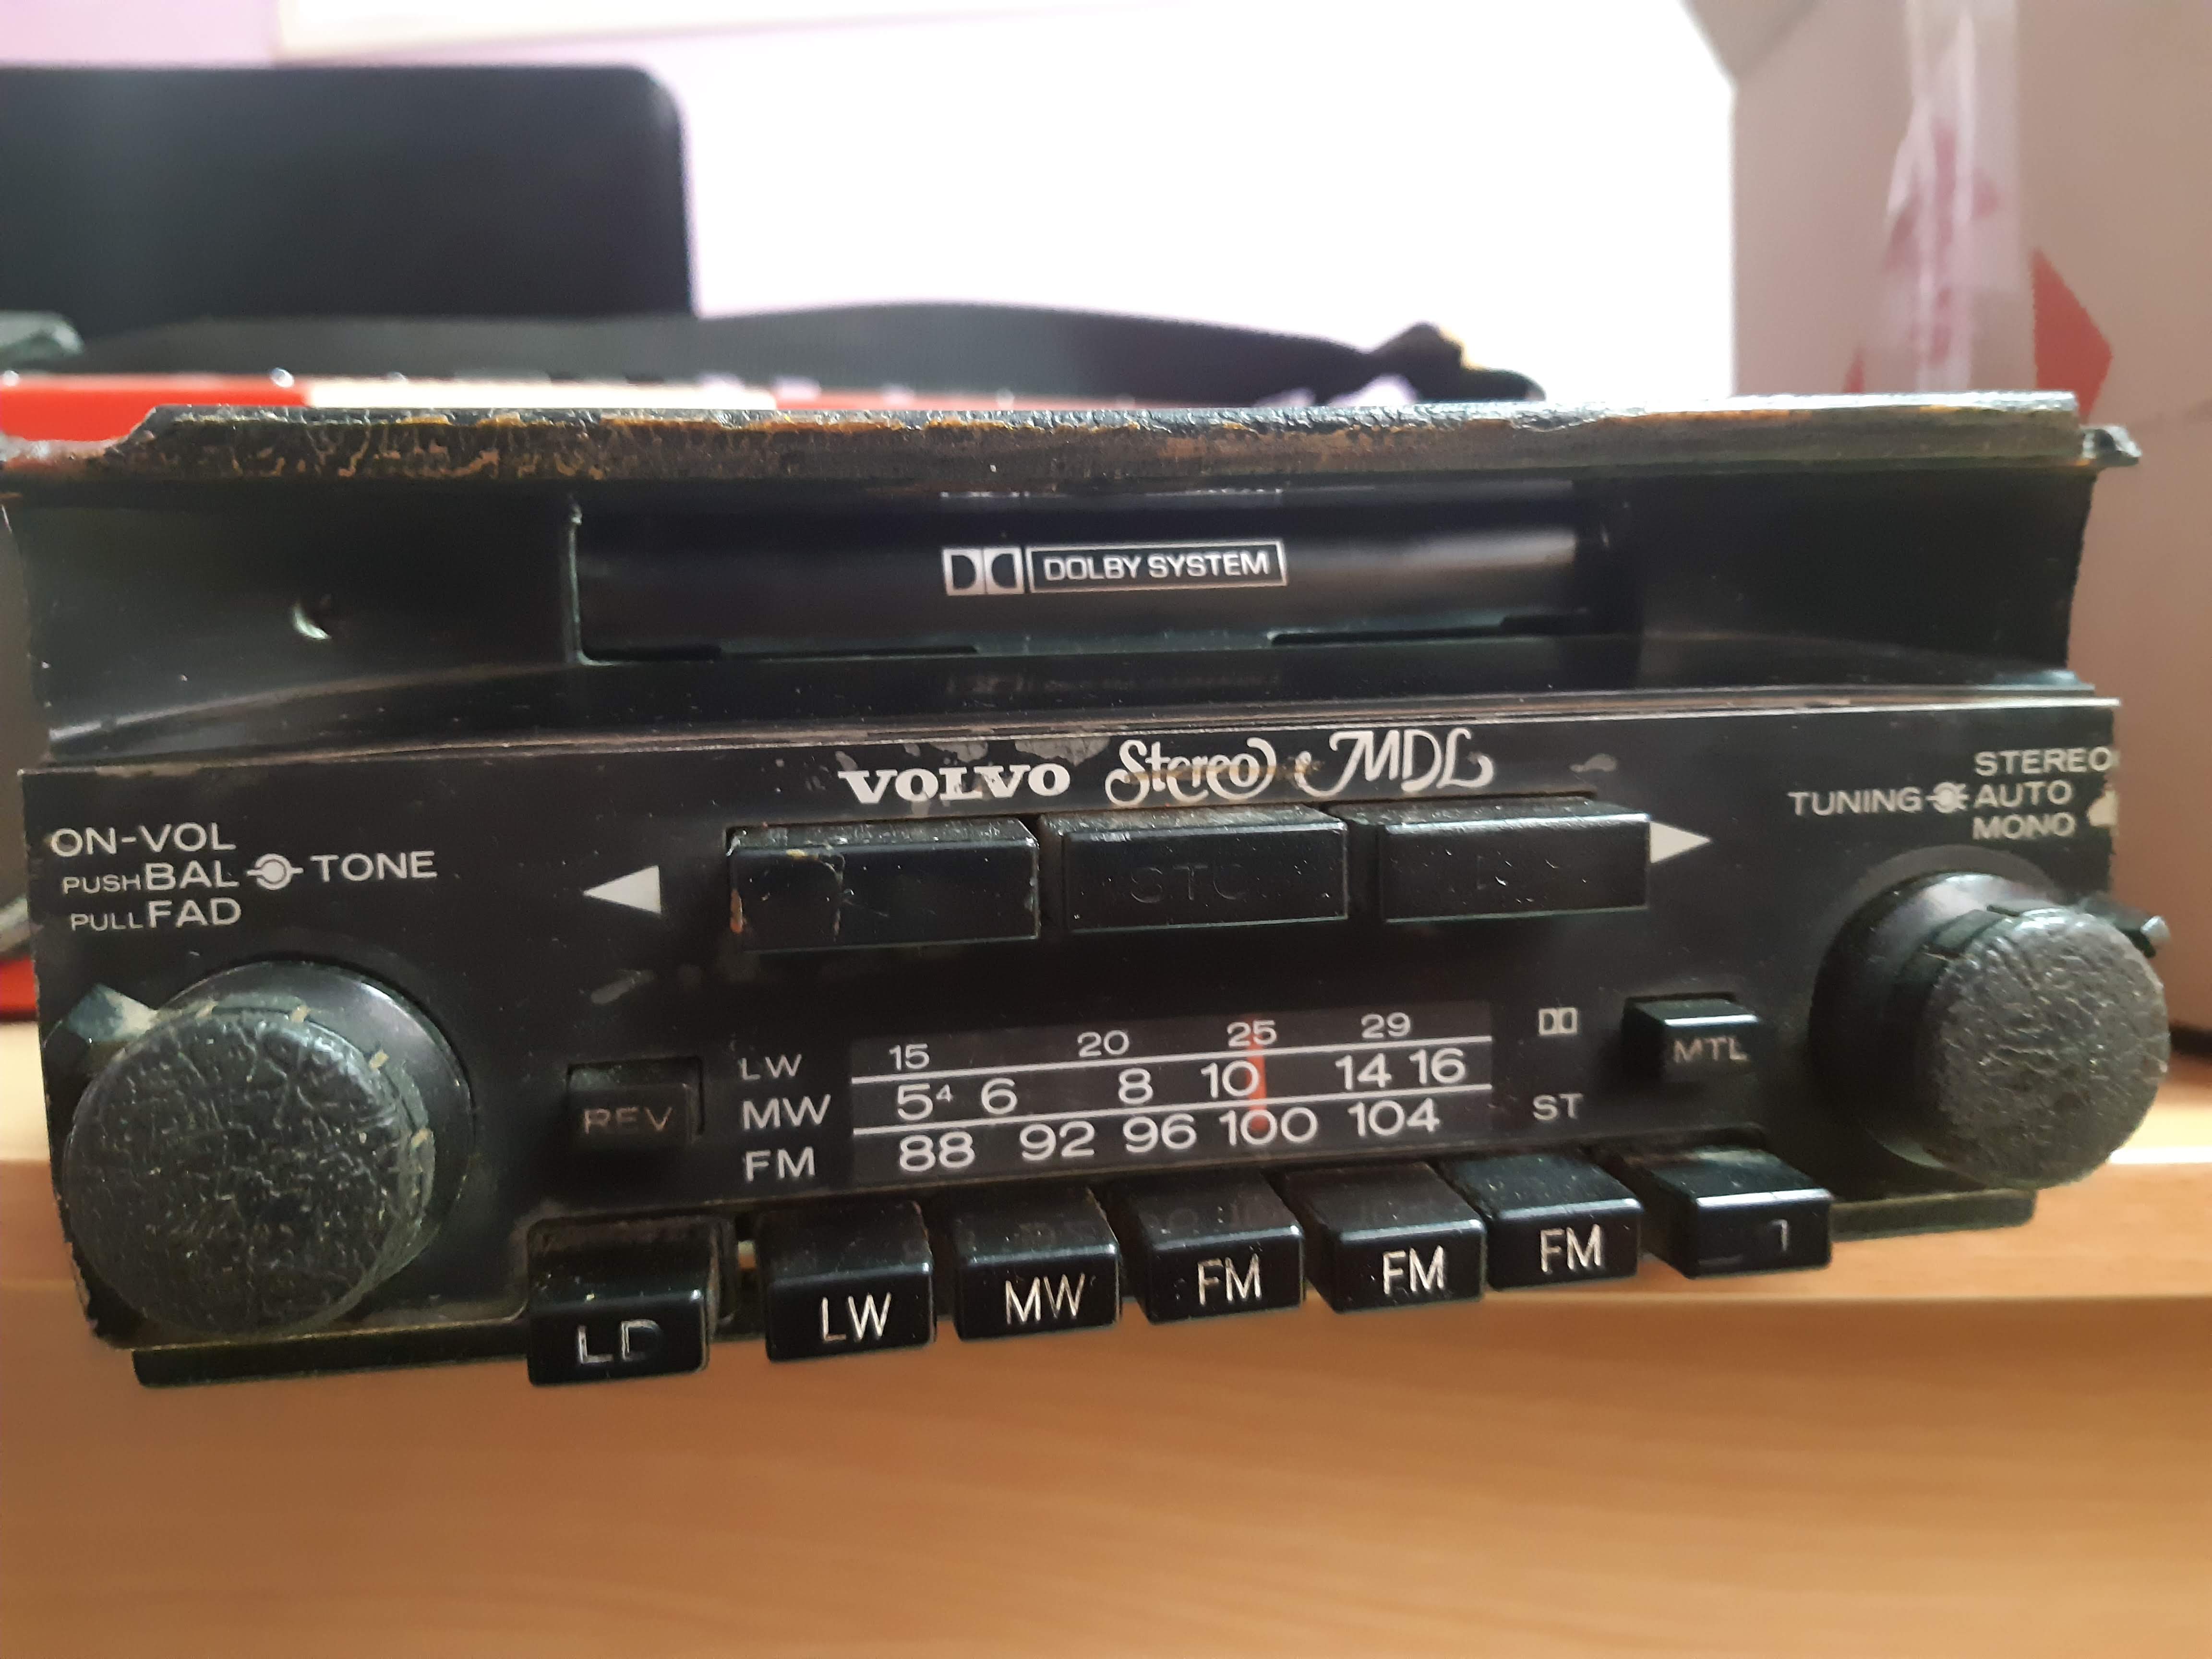 DOLBY SYSTEM
VOLVO Stereo & MDL
ON-VOL
PUSH BAL TONE
PULL FAD
STEREO
TUNING AUTO
MONO
REV
LW 15 20 25 29
MW 5⁴ 6 8 10 14 16
FM 88 92 96 100 104
ST
MTL
LD LW MW FM FM FM